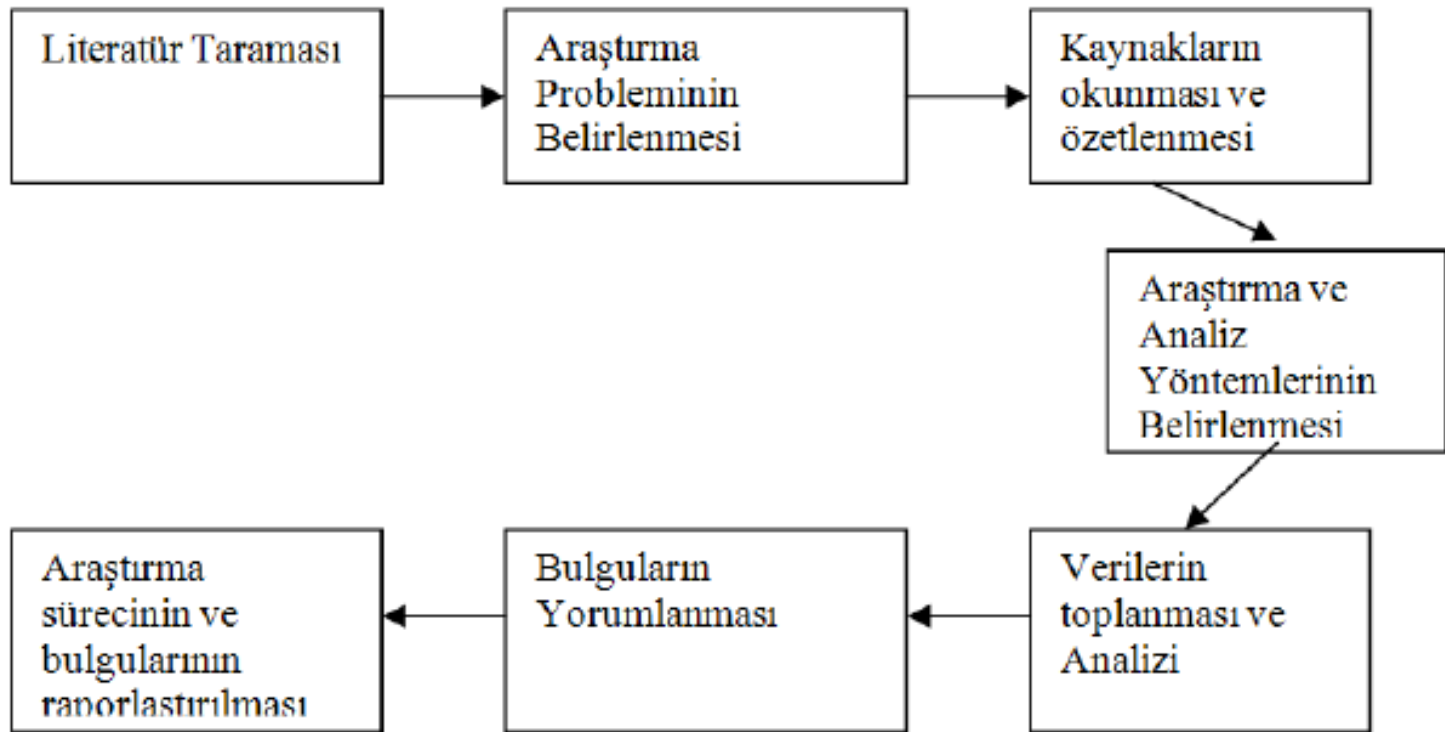 Literatür Taraması
Araştırma
Probleminin
Belirlenmesi
Kaynakların
okunması ve
özetlenmesi
Araştırma ve
Analiz
Yöntemlerinin
Belirlenmesi
Verilerin
toplanması ve
Analizi
Bulguların
Yorumlanması
Araştırma
sürecinin ve
bulgularının
raporlaştırılması